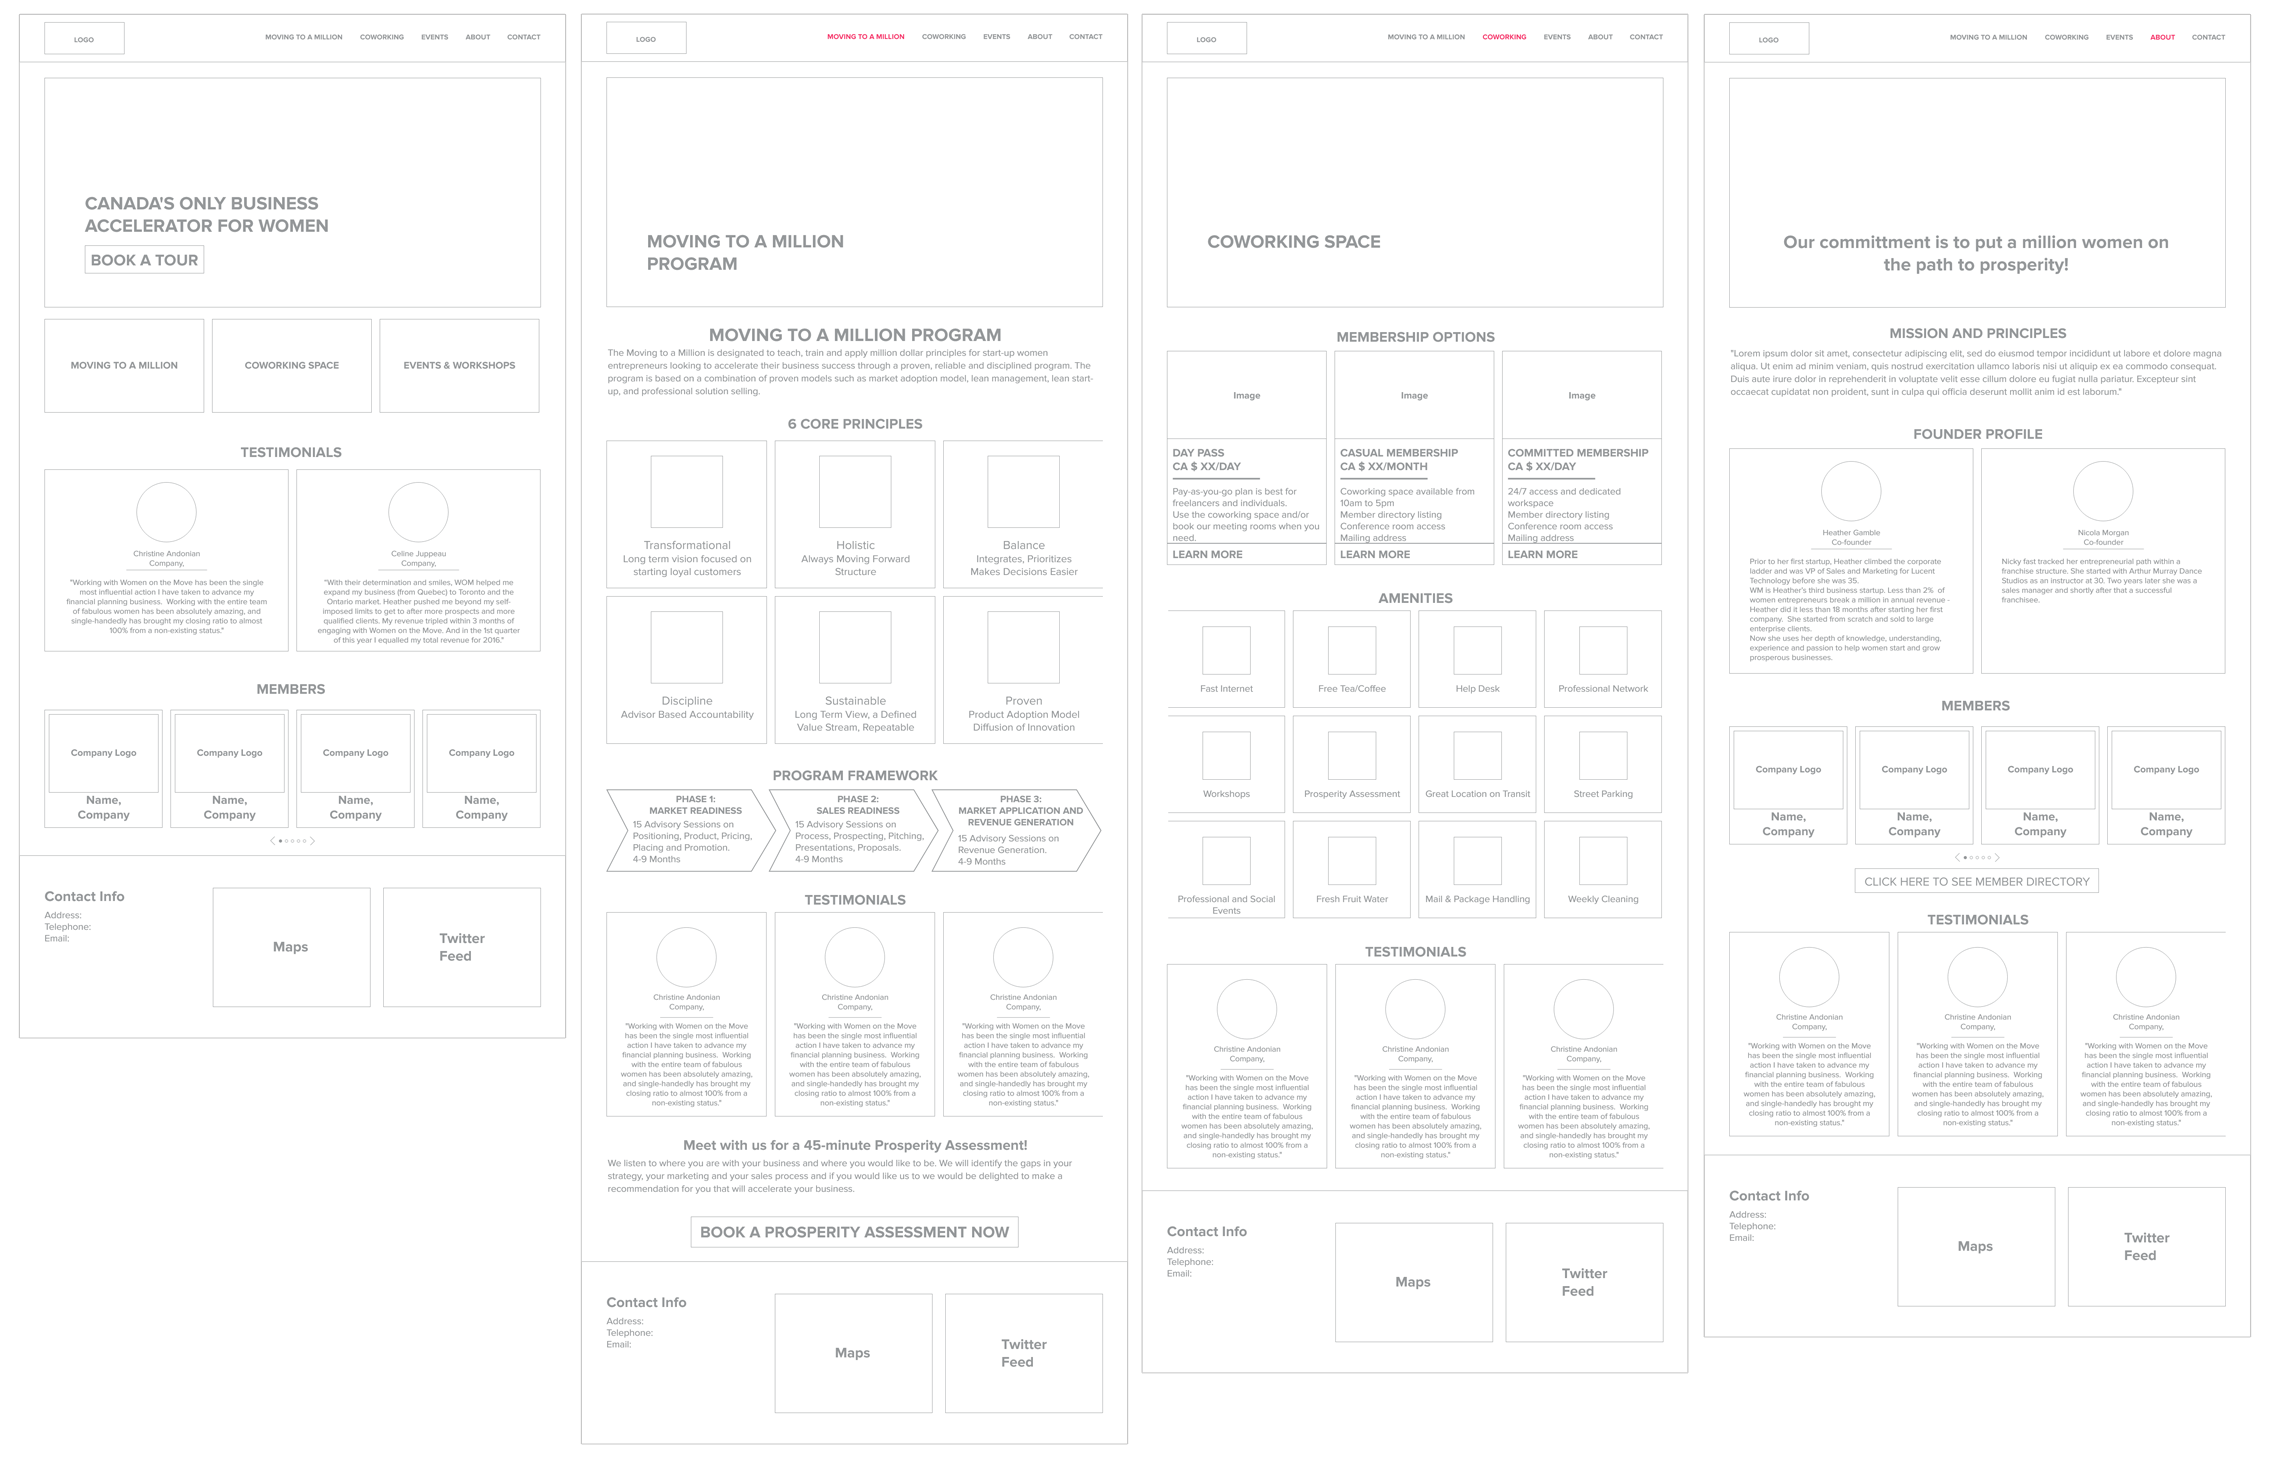 LOGO
MOVING TO A MILLION COWORKING EVENTS ABOUT CONTACT
CANADA'S ONLY BUSINESS
ACCELERATOR FOR WOMEN
BOOK A TOUR
MOVING TO A MILLION
COWORKING SPACE
EVENTS & WORKSHOPS
TESTIMONIALS
Christine Andonian
Company,
"Working with Women on the Move has been the single
most influential action I have taken to advance my
financial planning business. Working with the entire team
of fabulous women has been absolutely amazing, and
single-handedly has brought my closing ratio to almost
100% from a non-existing status."
Celine Juppeau
Company,
"With their determination and smiles, WOM helped me
expand my business (from Quebec) to Toronto and the
Ontario market. Heather pushed me beyond my self-
imposed limits to get to after more prospects and more
qualified clients. My revenue tripled within 3 months of
engaging with Women on the Move. And in the 1st quarter
of this year I equalled my total revenue for 2016."
MEMBERS
Company Logo
Name,
Company
Company Logo
Name,
Company
Company Logo
Name,
Company
Company Logo
Name,
Company
Contact Info
Address:
Telephone:
Email:
Maps
Twitter
Feed
LOGO
MOVING TO A MILLION COWORKING EVENTS ABOUT CONTACT
MOVING TO A MILLION
PROGRAM
MOVING TO A MILLION PROGRAM
The Moving to a Million is designated to teach, train and apply million dollar principles for start-up women
entrepreneurs looking to accelerate their business success through a proven, reliable and disciplined program. The
program is based on a combination of proven models such as market adoption model, lean management, lean start-
up, and professional solution selling.
6 CORE PRINCIPLES
Transformational
Long term vision focused on
starting loyal customers
Holistic
Always Moving Forward
Structure
Balance
Integrates, Prioritizes
Makes Decisions Easier
Discipline
Advisor Based Accountability
Sustainable
Long Term View, a Defined
Value Stream, Repeatable
Proven
Product Adoption Model
Diffusion of Innovation
PROGRAM FRAMEWORK
PHASE 1:
MARKET READINESS
15 Advisory Sessions on
Positioning, Product, Pricing,
Placing and Promotion.
4-9 Months
PHASE 2:
SALES READINESS
15 Advisory Sessions on
Process, Prospecting, Pitching,
Presentations, Proposals.
4-9 Months
PHASE 3:
MARKET APPLICATION AND
REVENUE GENERATION
15 Advisory Sessions on
Revenue Generation.
4-9 Months
TESTIMONIALS
Christine Andonian
Company,
"Working with Women on the Move
has been the single most influential
action I have taken to advance my
financial planning business. Working
with the entire team of fabulous
women has been absolutely amazing,
and single-handedly has brought my
closing ratio to almost 100% from a
non-existing status."
Christine Andonian
Company,
"Working with Women on the Move
has been the single most influential
action I have taken to advance my
financial planning business. Working
with the entire team of fabulous
women has been absolutely amazing,
and single-handedly has brought my
closing ratio to almost 100% from a
non-existing status."
Christine Andonian
Company,
"Working with Women on the Move
has been the single most influential
action I have taken to advance my
financial planning business. Working
with the entire team of fabulous
women has been absolutely amazing,
and single-handedly has brought my
closing ratio to almost 100% from a
non-existing status."
Meet with us for a 45-minute Prosperity Assessment!
We listen to where you are with your business and where you would like to be. We will identify the gaps in your
strategy, your marketing and your sales process and if you would like us to we would be delighted to make a
recommendation for you that will accelerate your business.
BOOK A PROSPERITY ASSESSMENT NOW
Contact Info
Address:
Telephone:
Email:
Maps
Twitter
Feed
LOGO
MOVING TO A MILLION COWORKING EVENTS ABOUT CONTACT
COWORKING SPACE
MEMBERSHIP OPTIONS
Image
DAY PASS
CA $ XX/DAY
Pay-as-you-go plan is best for
freelancers and individuals.
Use the coworking space and/or
book our meeting rooms when you
need.
LEARN MORE
Image
CASUAL MEMBERSHIP
CA $ XX/MONTH
Coworking space available from
10am to 5pm
Member directory listing
Conference room access
Mailing address
LEARN MORE
Image
COMMITTED MEMBERSHIP
CA $ XX/DAY
24/7 access and dedicated
workspace
Member directory listing
Conference room access
Mailing address
LEARN MORE
AMENITIES
Fast Internet
Free Tea/Coffee
Help Desk
Professional Network
Workshops
Prosperity Assessment
Great Location on Transit
Street Parking
Professional and Social
Events
Fresh Fruit Water
Mail & Package Handling
Weekly Cleaning
TESTIMONIALS
Christine Andonian
Company,
"Working with Women on the Move
has been the single most influential
action I have taken to advance my
financial planning business. Working
with the entire team of fabulous
women has been absolutely amazing,
and single-handedly has brought my
closing ratio to almost 100% from a
non-existing status."
Christine Andonian
Company,
"Working with Women on the Move
has been the single most influential
action I have taken to advance my
financial planning business. Working
with the entire team of fabulous
women has been absolutely amazing,
and single-handedly has brought my
closing ratio to almost 100% from a
non-existing status."
Christine Andonian
Company,
"Working with Women on the Move
has been the single most influential
action I have taken to advance my
financial planning business. Working
with the entire team of fabulous
women has been absolutely amazing,
and single-handedly has brought my
closing ratio to almost 100% from a
non-existing status."
Contact Info
Address:
Telephone:
Email:
Maps
Twitter
Feed
LOGO
MOVING TO A MILLION COWORKING EVENTS ABOUT CONTACT
Our committment is to put a million women on
the path to prosperity!
MISSION AND PRINCIPLES
"Lorem ipsum dolor sit amet, consectetur adipiscing elit, sed do eiusmod tempor incididunt ut labore et dolore magna
aliqua. Ut enim ad minim veniam, quis nostrud exercitation ullamco laboris nisi ut aliquip ex ea commodo consequat.
Duis aute irure dolor in reprehenderit in voluptate velit esse cillum dolore eu fugiat nulla pariatur. Excepteur sint
occaecat cupidatat non proident, sunt in culpa qui officia deserunt mollit anim id est laborum."
FOUNDER PROFILE
Heather Gamble
Co-founder
Prior to her first startup, Heather climbed the corporate
ladder and was VP of Sales and Marketing for Lucent
Technology before she was 35.
WM is Heather's third business startup. Less than 2% of
women entrepreneurs break a million in annual revenue -
Heather did it less than 18 months after starting her first
company. She started from scratch and sold to large
enterprise clients.
Now she uses her depth of knowledge, understanding,
experience and passion to help women start and grow
prosperous businesses.
Nicola Morgan
Co-founder
Nicky fast tracked her entrepreneurial path within a
franchise structure. She started with Arthur Murray Dance
Studios as an instructor at 30. Two years later she was a
sales manager and shortly after that a successful
franchisee.
MEMBERS
Company Logo
Name,
Company
Company Logo
Name,
Company
Company Logo
Name,
Company
Company Logo
Name,
Company
CLICK HERE TO SEE MEMBER DIRECTORY
TESTIMONIALS
Christine Andonian
Company,
"Working with Women on the Move
has been the single most influential
action I have taken to advance my
financial planning business. Working
with the entire team of fabulous
women has been absolutely amazing,
and single-handedly has brought my
closing ratio to almost 100% from a
non-existing status."
Christine Andonian
Company,
"Working with Women on the Move
has been the single most influential
action I have taken to advance my
financial planning business. Working
with the entire team of fabulous
women has been absolutely amazing,
and single-handedly has brought my
closing ratio to almost 100% from a
non-existing status."
Christine Andonian
Company,
"Working with Women on the Move
has been the single most influential
action I have taken to advance my
financial planning business. Working
with the entire team of fabulous
women has been absolutely amazing,
and single-handedly has brought my
closing ratio to almost 100% from a
non-existing status."
Contact Info
Address:
Telephone:
Email:
Maps
Twitter
Feed